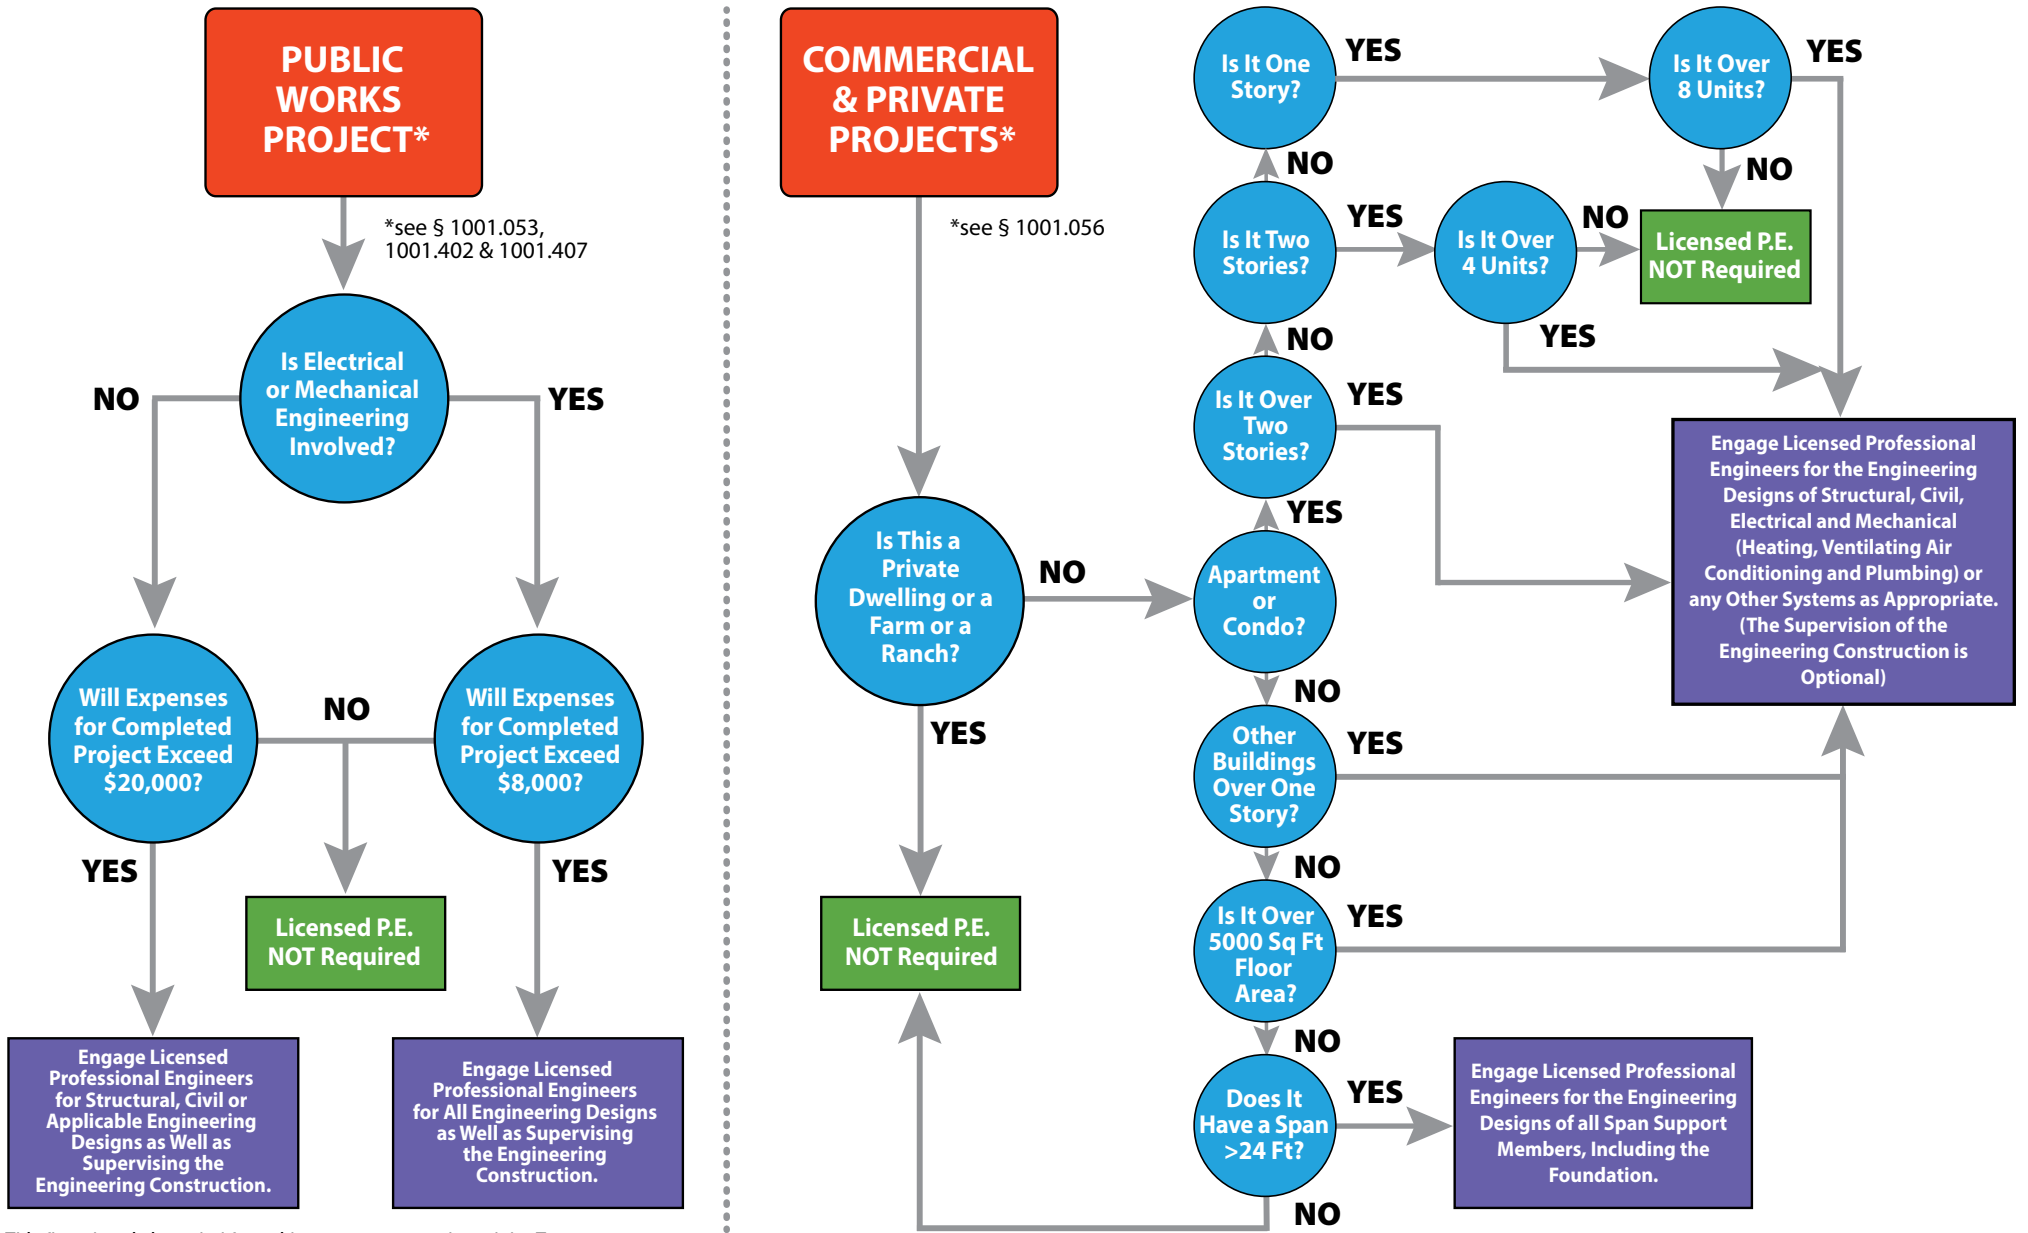 PUBLIC
WORKS
PROJECT*
*see § 1001.053,
1001.402 & 1001.407
Is Electrical
or Mechanical
Engineering
Involved?
NO
YES
Will Expenses
for Completed
Project Exceed
$20,000?
NO
Will Expenses
for Completed
Project Exceed
$8,000?
YES
YES
Licensed P.E.
NOT Required
Engage Licensed
Professional Engineers
for Structural, Civil or
Applicable Engineering
Designs as Well as
Supervising the
Engineering Construction.
Engage Licensed
Professional Engineers
for All Engineering Designs
as Well as Supervising
the Engineering
Construction.
COMMERCIAL
& PRIVATE
PROJECTS*
*see § 1001.056
Is This a
Private
Dwelling or a
Farm or a
Ranch?
NO
YES
Licensed P.E.
NOT Required
Is It One
Story?
YES
Is It Over
8 Units?
YES
NO
NO
Is It Two
Stories?
YES
Is It Over
4 Units?
NO
Licensed P.E.
NOT Required
YES
NO
Is It Over
Two
Stories?
YES
YES
Apartment
or
Condo?
NO
Other
Buildings
Over One
Story?
YES
NO
Is It Over
5000 Sq Ft
Floor
Area?
YES
NO
Does It
Have a Span
>24 Ft?
YES
NO
Engage Licensed Professional
Engineers for the Engineering
Designs of Structural, Civil,
Electrical and Mechanical
(Heating, Ventilating Air
Conditioning and Plumbing) or
any Other Systems as Appropriate.
(The Supervision of the
Engineering Construction is
Optional)
Engage Licensed Professional
Engineers for the Engineering
Designs of all Span Support
Members, Including the
Foundation.